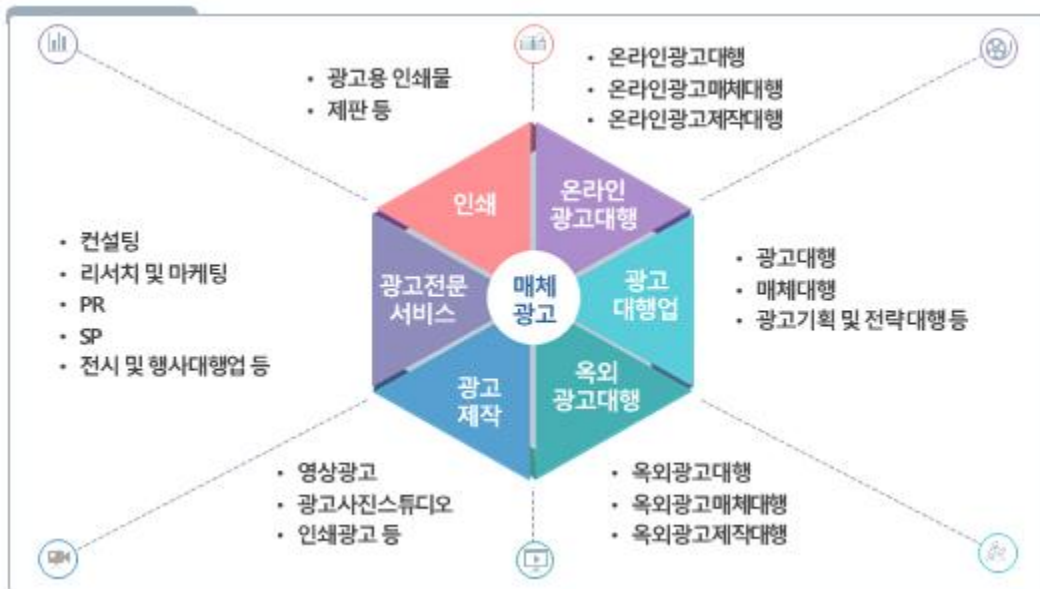 • 광고용 인쇄물
• 제판 등
• 온라인광고대행
• 온라인광고매체대행
• 온라인광고제작대행
인쇄
온라인
광고대행
• 컨설팅
• 리서치 및 마케팅
• PR
• SP
• 전시 및 행사대행업 등
광고전문
서비스
매체
광고
광고
대행업
• 광고대행
• 매체대행
• 광고기획 및 전략대행 등
광고
제작
옥외
광고대행
• 영상광고
• 광고사진스튜디오
• 인쇄광고 등
• 옥외광고대행
• 옥외광고매체대행
• 옥외광고제작대행